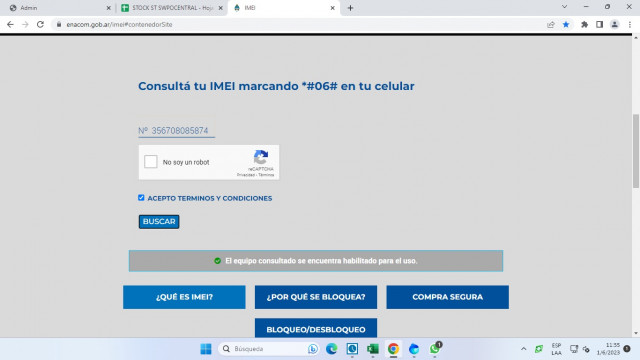 Admin
STOCK ST SWPOCENTRAL - Hoja
IMEI
enacom.gob.ar/imei#contenedorSite
Consultá tu IMEI marcando *#06# en tu celular
Nº 356708085874
No soy un robot
reCAPTCHA
Privacidad - Términos
ACEPTO TERMINOS Y CONDICIONES
BUSCAR
El equipo consultado se encuentra habilitado para el uso.
¿QUÉ ES IMEI?
¿POR QUÉ SE BLOQUEA?
COMPRA SEGURA
BLOQUEO/DESBLOQUEO
Búsqueda
1
ESP
LAA
11:55
1/6/2023